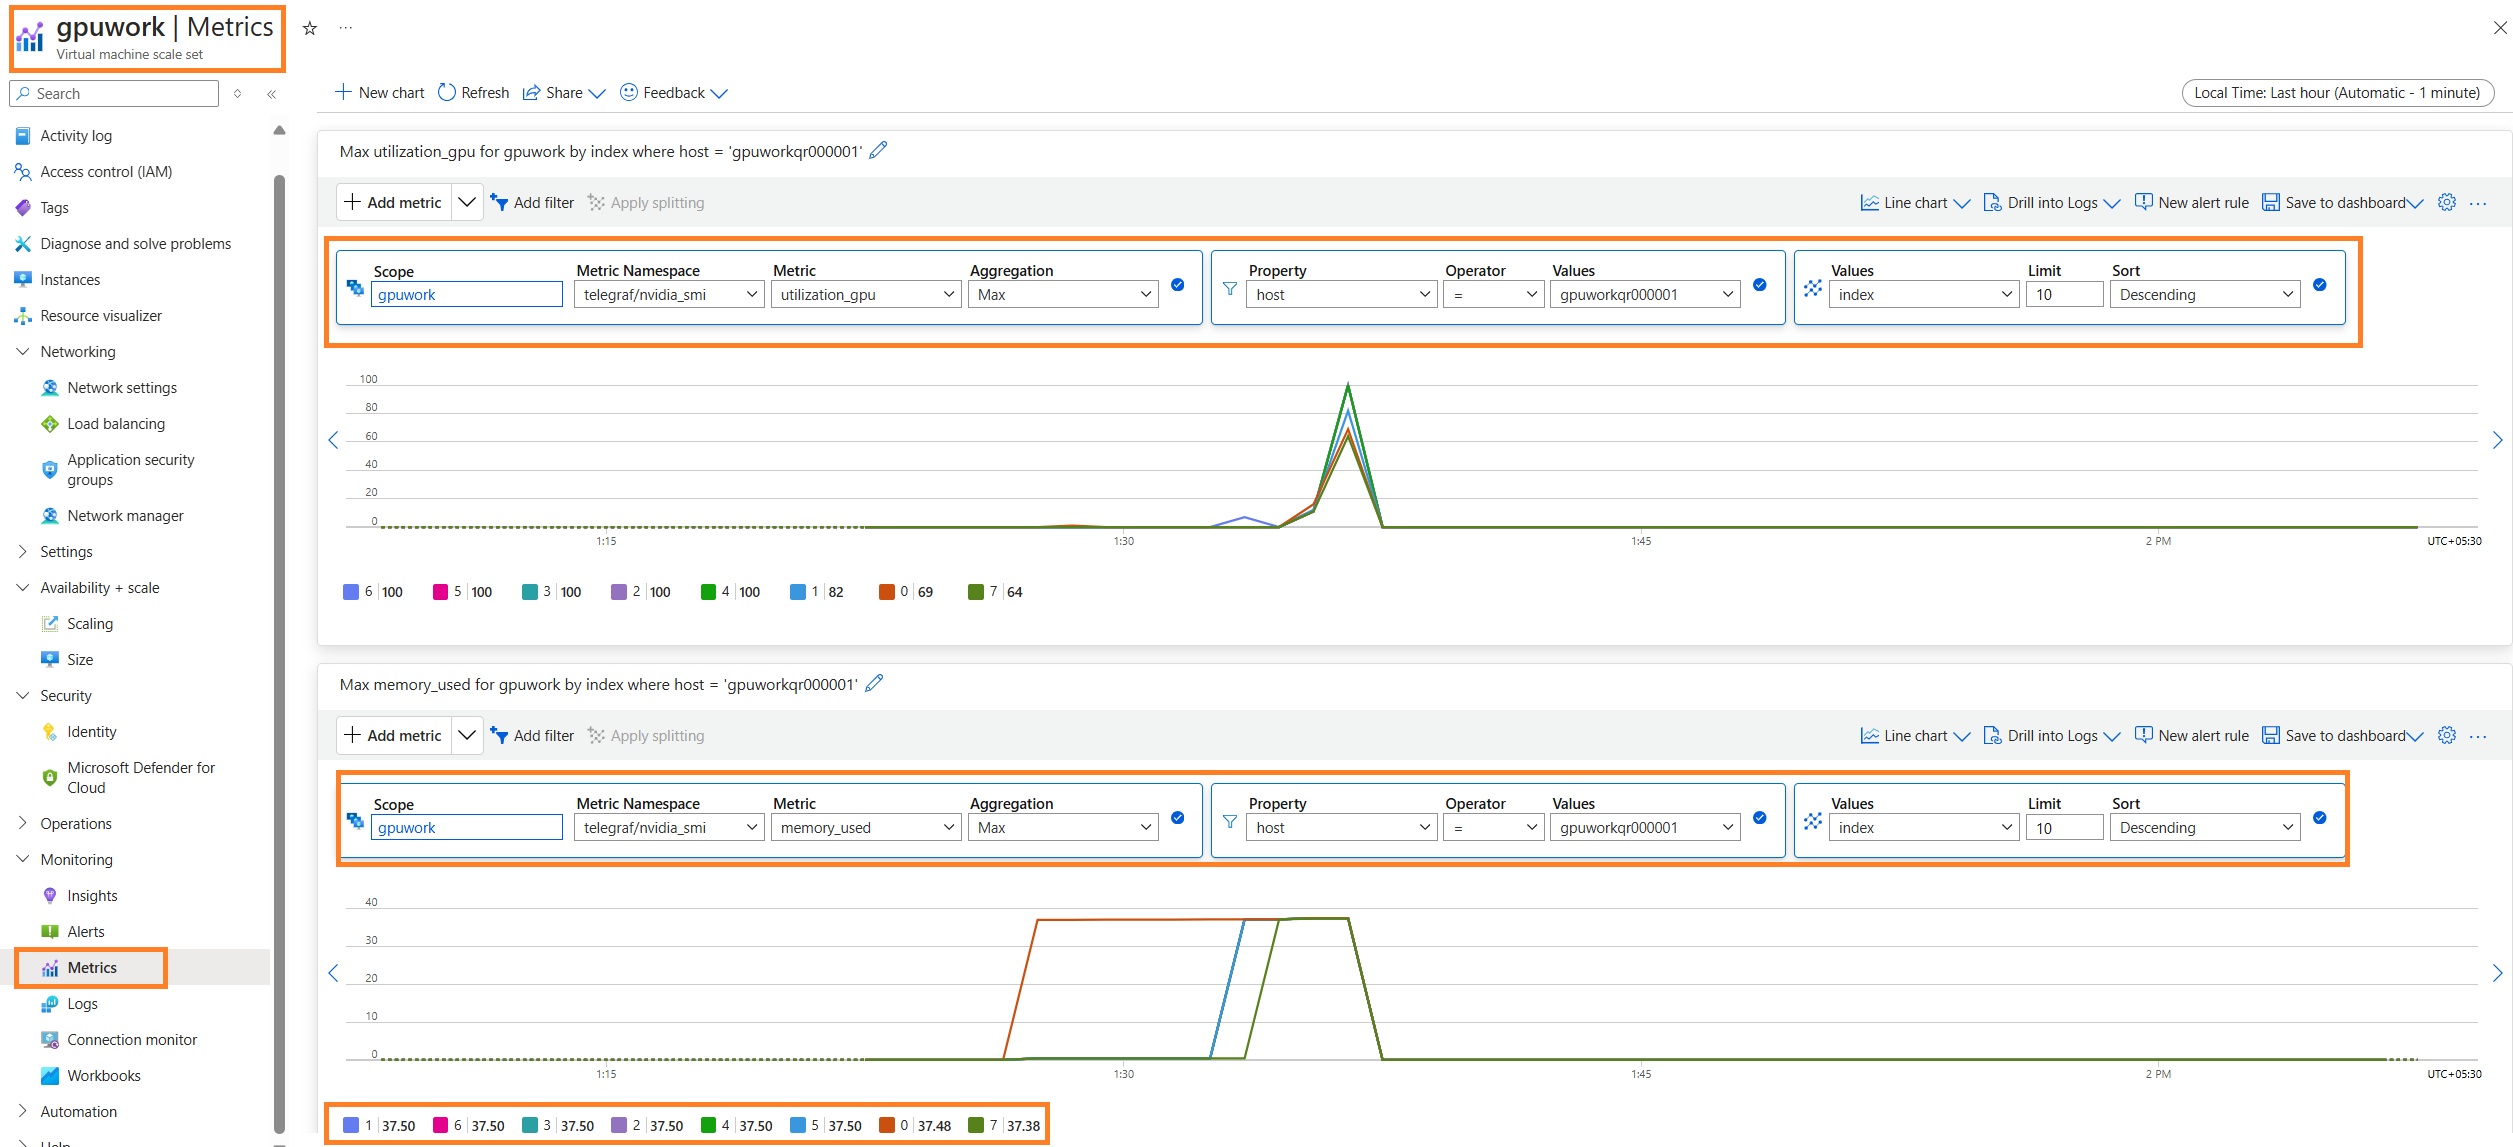 gpuwork | Metrics
Virtual machine scale set
Search
Activity log
Access control (IAM)
Tags
Diagnose and solve problems
Instances
Resource visualizer
Networking
Network settings
Load balancing
Application security
groups
Network manager
Settings
Availability + scale
Scaling
Size
Security
Identity
Microsoft Defender for
Cloud
Operations
Monitoring
Insights
Alerts
Metrics
Logs
Connection monitor
Workbooks
Automation
Help
New chart Refresh Share Feedback
Local Time: Last hour (Automatic - 1 minute)
Max utilization_gpu for gpuwork by index where host = 'gpuworkqr000001'
Add metric Add filter Apply splitting Line chart Drill into Logs New alert rule Save to dashboard
Scope Metric Namespace Metric Aggregation Property Operator Values Values Limit Sort
gpuwork telegraf/nvidia_smi utilization_gpu Max host = gpuworkqr000001 index 10 Descending
100
80
60
40
20
0
1:15 1:30 1:45 2 PM UTC+05:30
6 | 100 5 | 100 3 | 100 2 | 100 4 | 100 1 | 82 0 | 69 7 | 64
Max memory_used for gpuwork by index where host = 'gpuworkqr000001'
Add metric Add filter Apply splitting Line chart Drill into Logs New alert rule Save to dashboard
Scope Metric Namespace Metric Aggregation Property Operator Values Values Limit Sort
gpuwork telegraf/nvidia_smi memory_used Max host = gpuworkqr000001 index 10 Descending
40
30
20
10
0
1:15 1:30 1:45 2 PM UTC+05:30
1 | 37.50 6 | 37.50 3 | 37.50 2 | 37.50 4 | 37.50 5 | 37.50 0 | 37.48 7 | 37.38